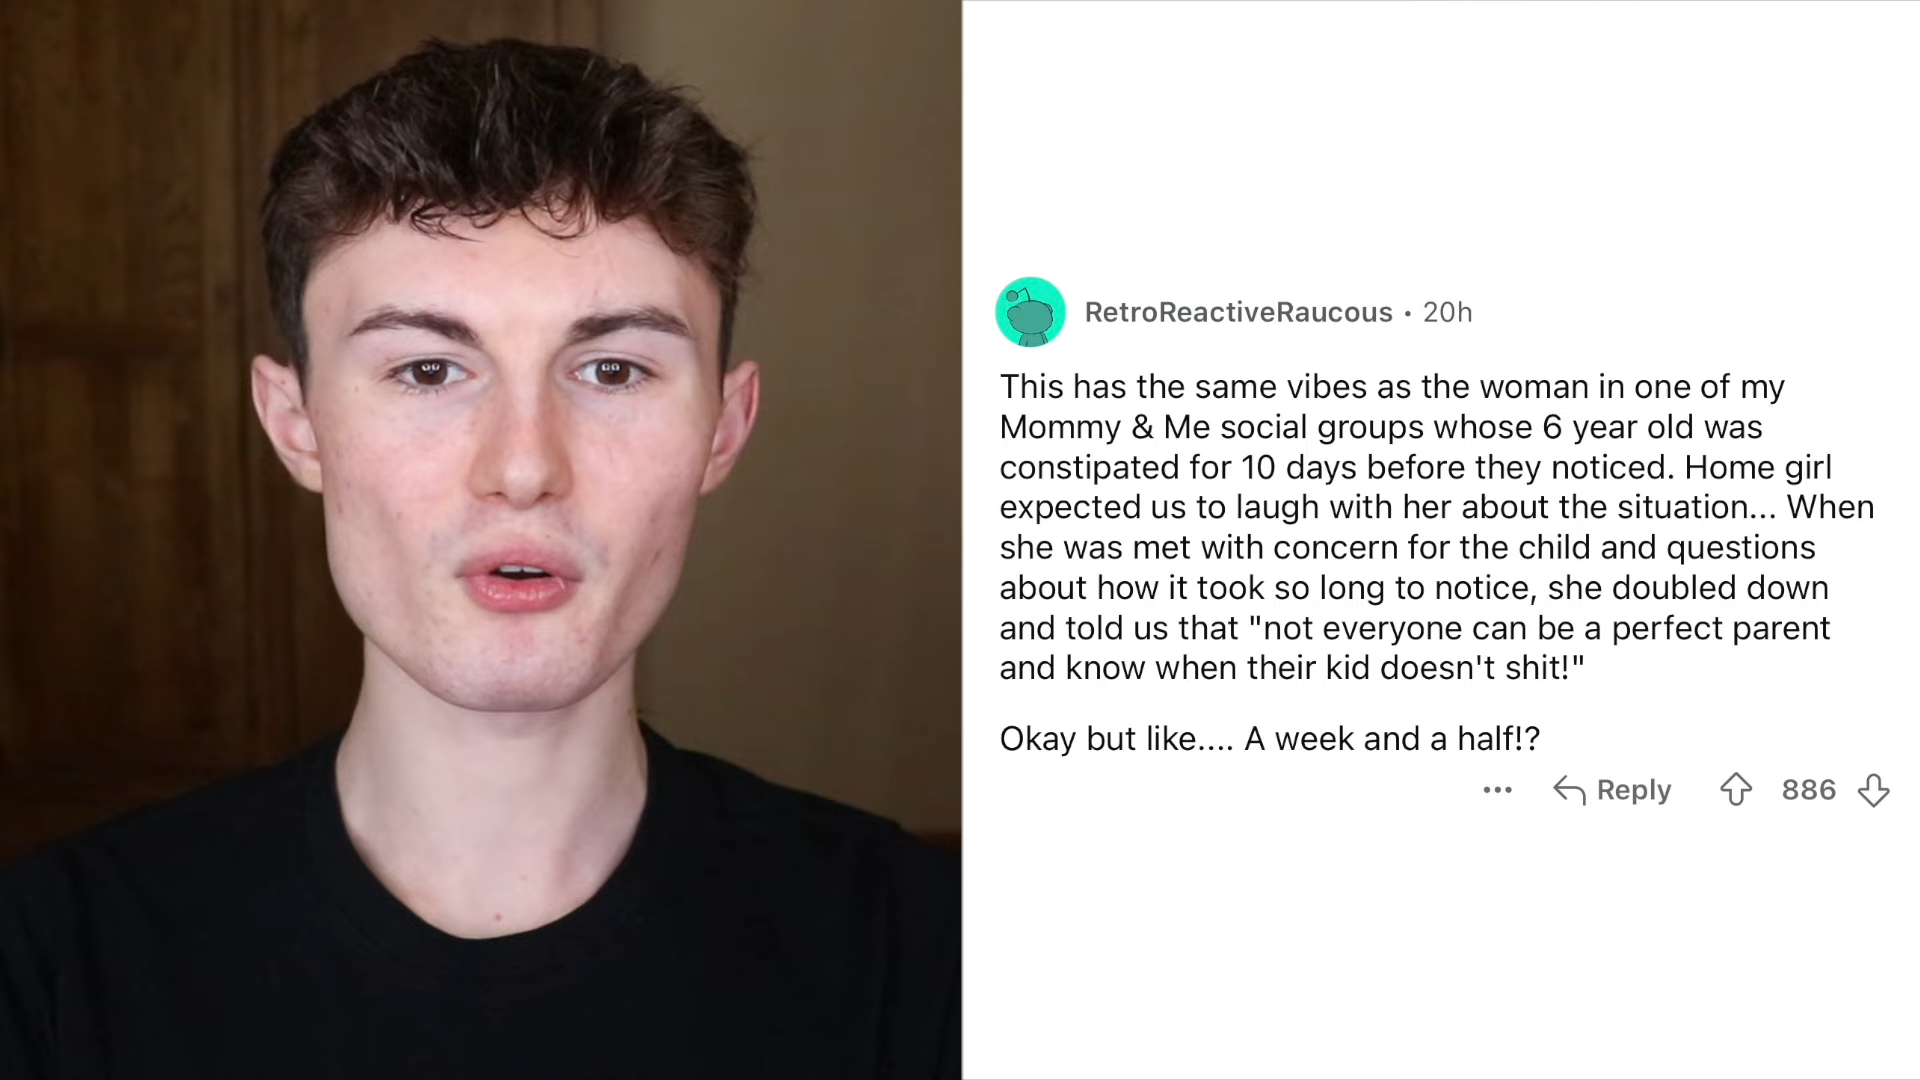 RetroReactiveRaucous • 20h
This has the same vibes as the woman in one of my
Mommy & Me social groups whose 6 year old was
constipated for 10 days before they noticed. Home girl
expected us to laugh with her about the situation... When
she was met with concern for the child and questions
about how it took so long to notice, she doubled down
and told us that "not everyone can be a perfect parent
and know when their kid doesn't shit!"
Okay but like.... A week and a half!?
... Reply 886